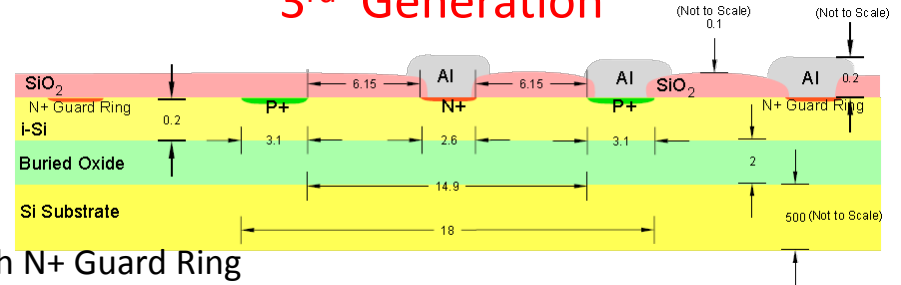 3rd Generation
(Not to Scale)
0.1
(Not to Scale)
SiO2
6.15
Al
6.15
Al
SiO2
Al
0.2
N+ Guard Ring
P+
N+
P+
N+ Guard Ring
i-Si
0.2
3.1
2.6
3.1
Buried Oxide
2
14.9
Si Substrate
500 (Not to Scale)
18
h N+ Guard Ring